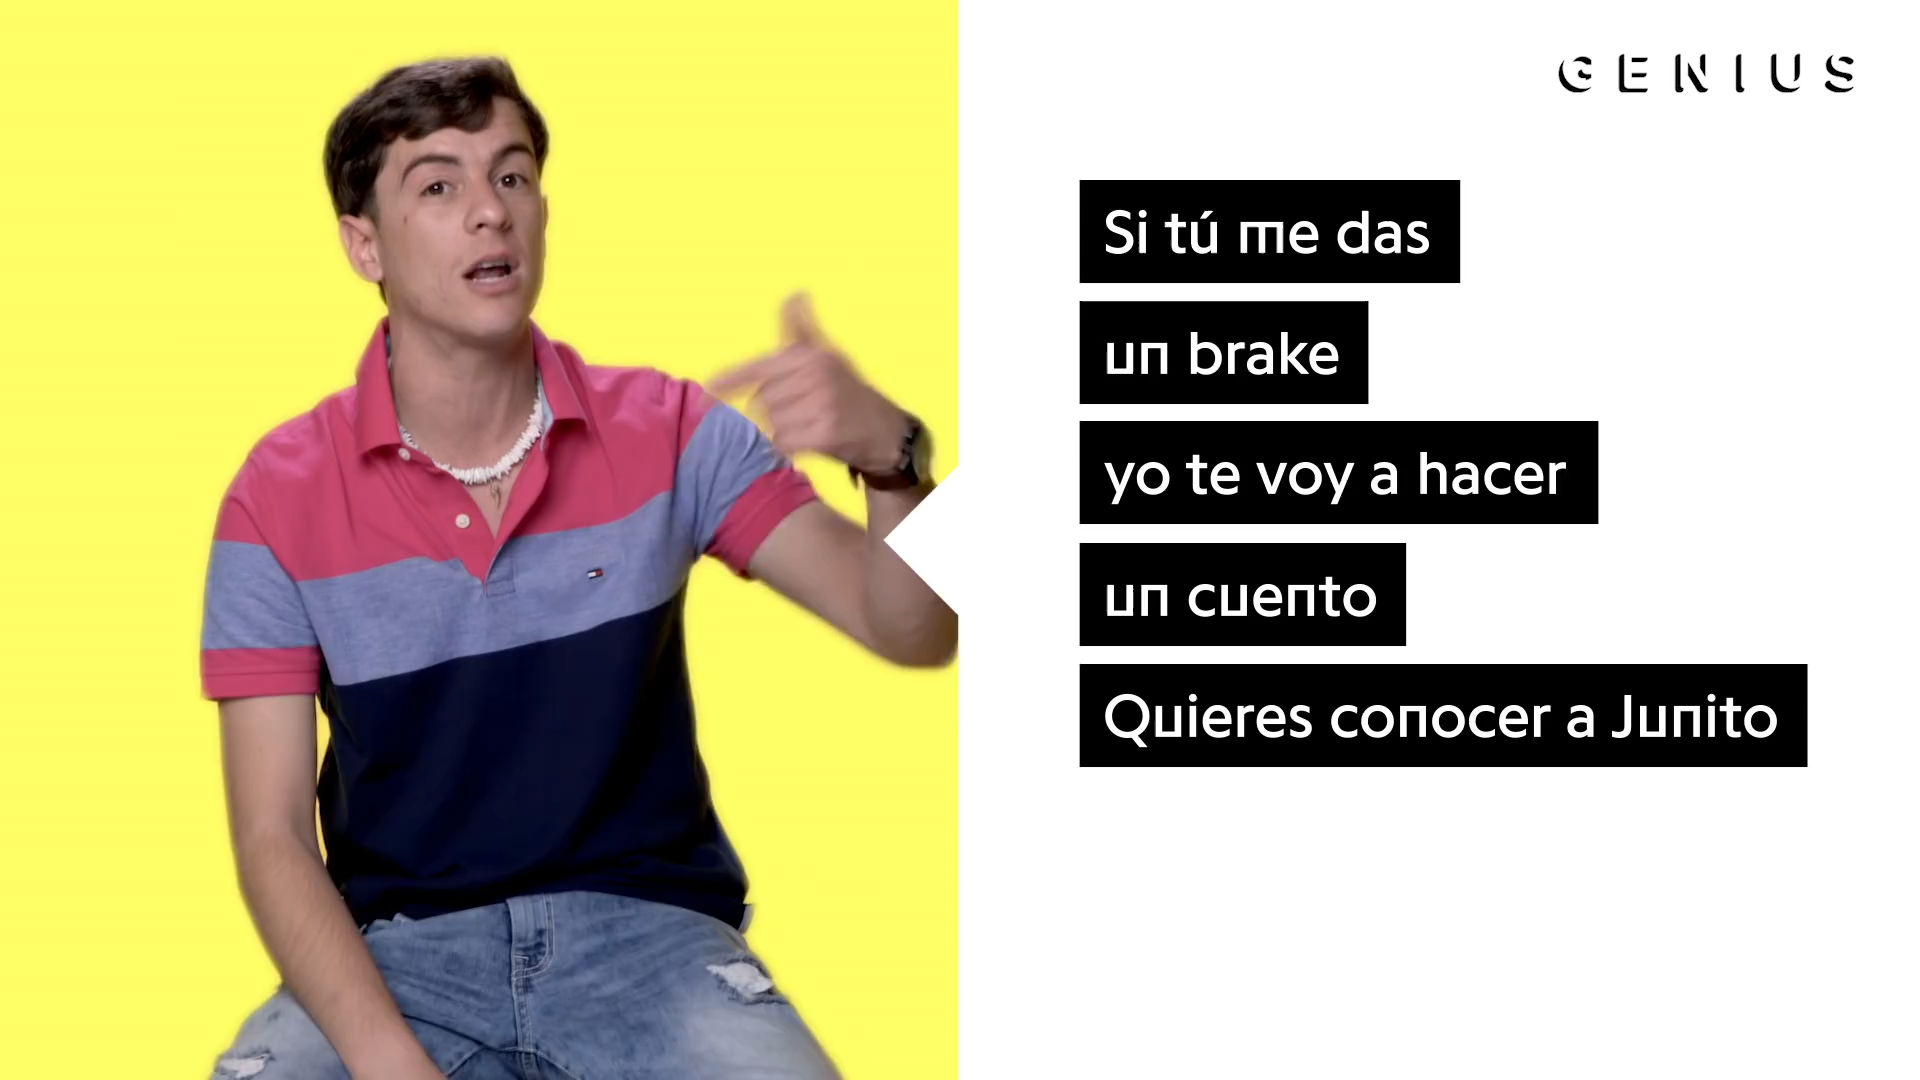 GENIUS
Si tú me das
un brake
yo te voy a hacer
un cuento
Quieres conocer a Junito